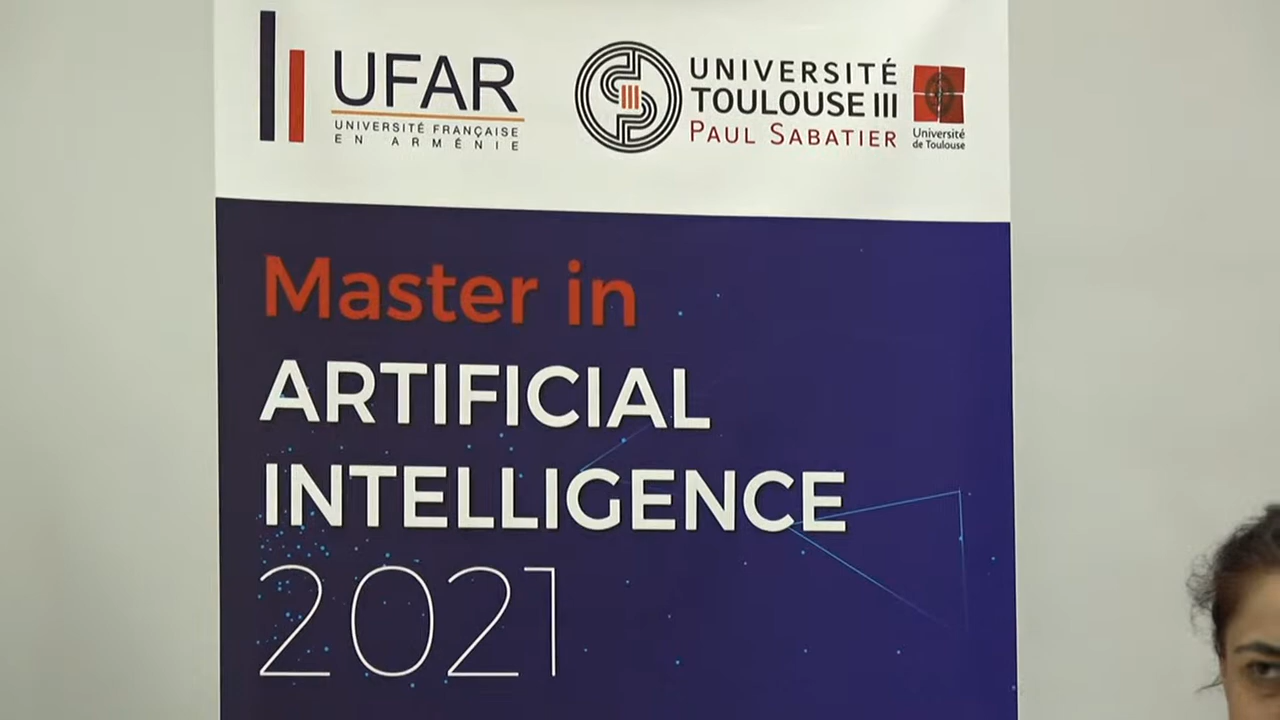 UFAR
UNIVERSITÉ FRANÇAISE
EN ARMÉNIE
UNIVERSITÉ
TOULOUSE III
PAUL SABATIER
Université
de Toulouse
Master in
ARTIFICIAL
INTELLIGENCE
2021